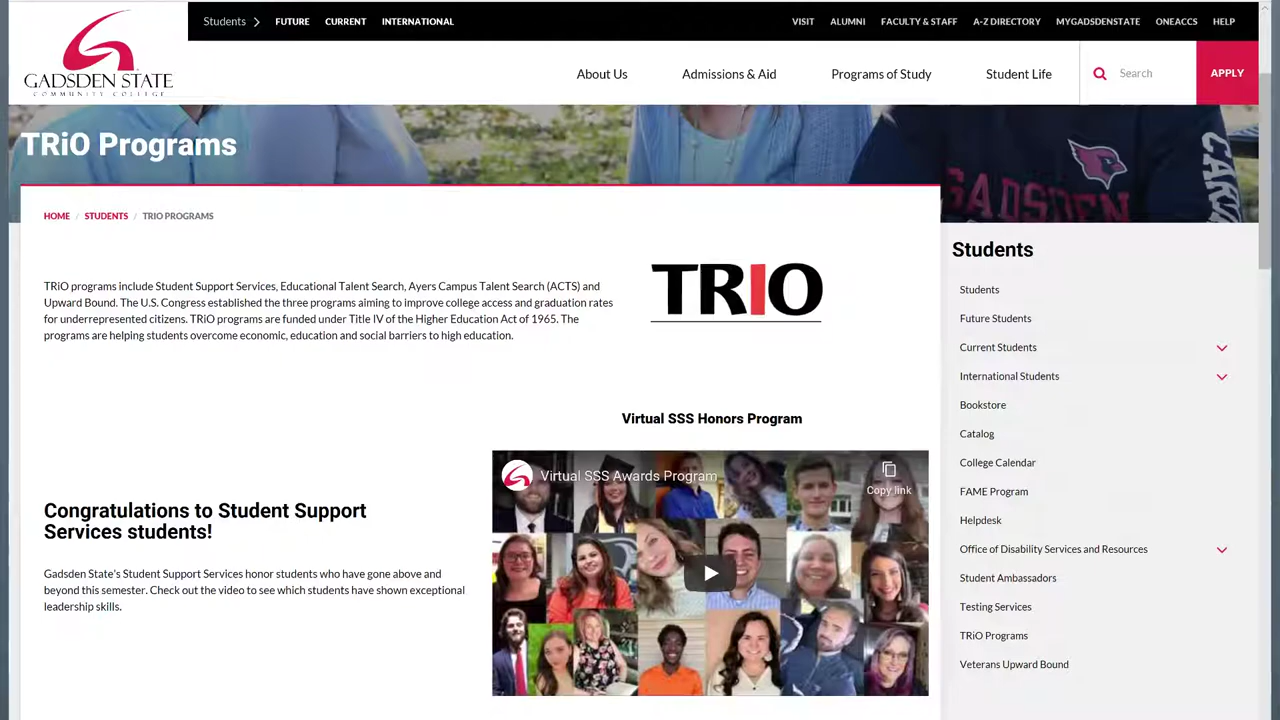 Students
FUTURE
CURRENT
INTERNATIONAL
VISIT
ALUMNI
FACULTY & STAFF
A-Z DIRECTORY
MYGADSDENSTATE
ONEACCS
HELP
GADSDEN STATE
COMMUNITY COLLEGE
About Us
Admissions & Aid
Programs of Study
Student Life
Search
APPLY
TRiO Programs
GADSDEN
CAR
HOME / STUDENTS / TRIO PROGRAMS
TRiO programs include Student Support Services, Educational Talent Search, Ayers Campus Talent Search (ACTS) and
Upward Bound. The U.S. Congress established the three programs aiming to improve college access and graduation rates
for underrepresented citizens. TRiO programs are funded under Title IV of the Higher Education Act of 1965. The
programs are helping students overcome economic, education and social barriers to high education.
TRIO
Virtual SSS Honors Program
Virtual SSS Awards Program
Copy link
Congratulations to Student Support
Services students!
Gadsden State's Student Support Services honor students who have gone above and
beyond this semester. Check out the video to see which students have shown exceptional
leadership skills.
Students
Students
Future Students
Current Students
International Students
Bookstore
Catalog
College Calendar
FAME Program
Helpdesk
Office of Disability Services and Resources
Student Ambassadors
Testing Services
TRiO Programs
Veterans Upward Bound